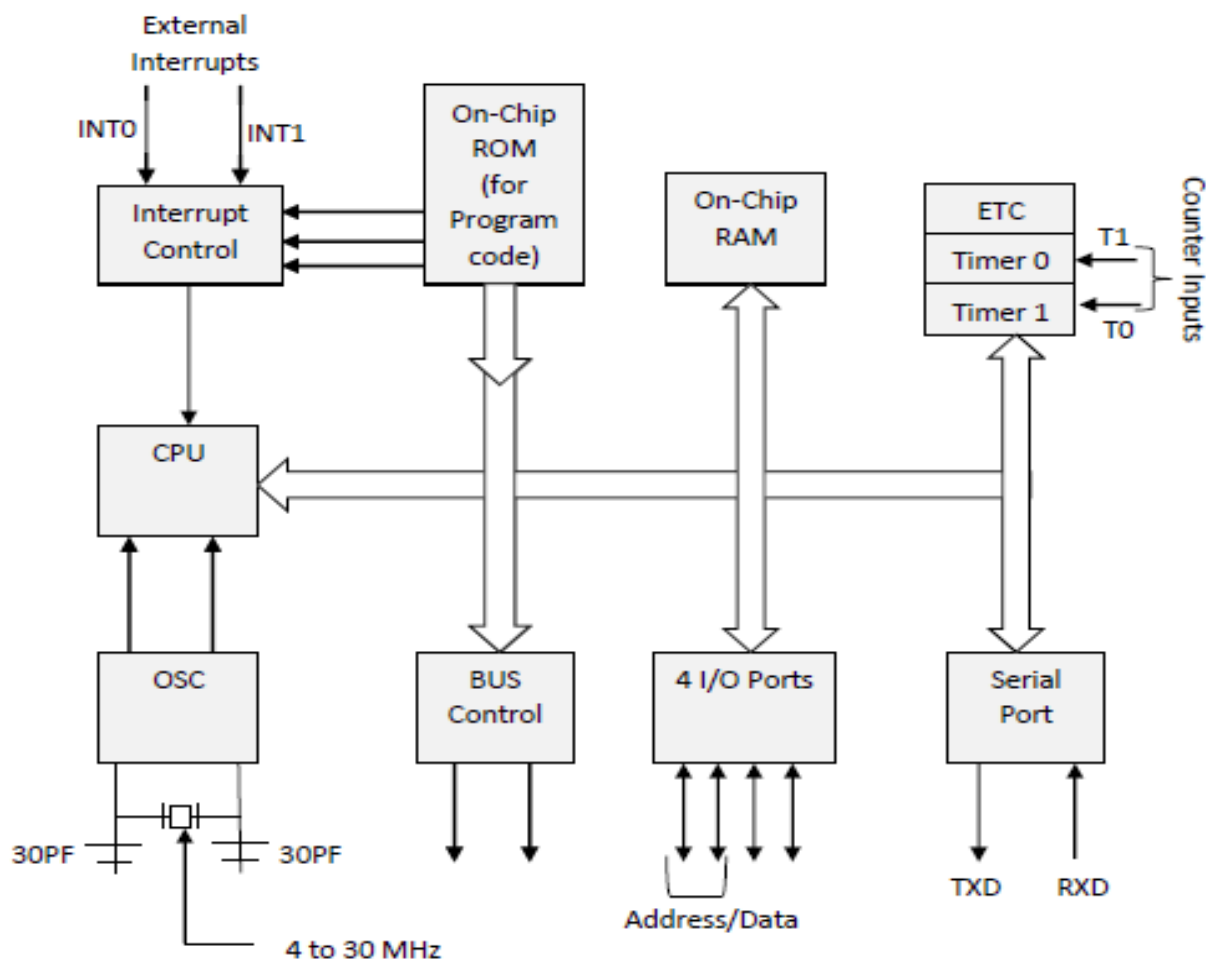 External
Interrupts
INT0
INT1
On-Chip
ROM
(for
Program
code)
Interrupt
Control
On-Chip
RAM
ETC
Timer 0
Timer 1
T1
T0
Counter Inputs
CPU
OSC
BUS
Control
4 I/O Ports
Serial
Port
30PF
30PF
4 to 30 MHz
Address/Data
TXD
RXD